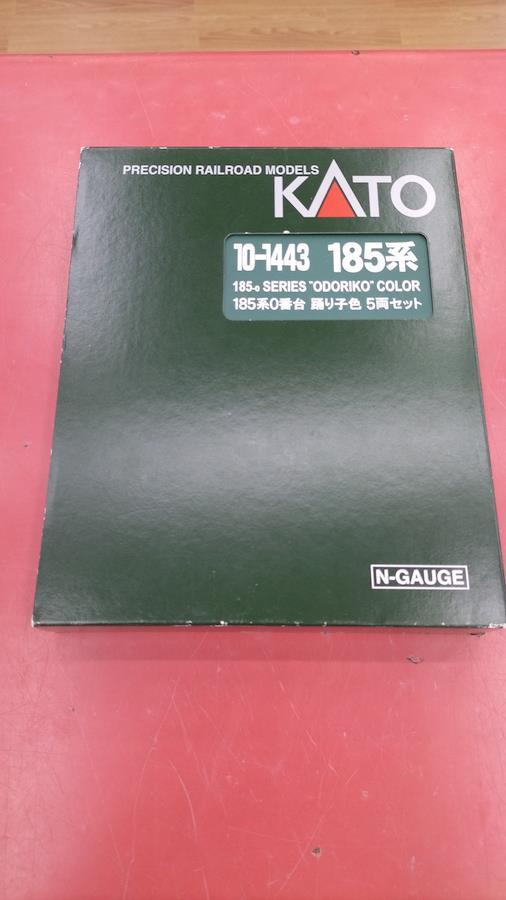 PRECISION RAILROAD MODELS
KATO
10-1443 185系
185-0 SERIES "ODORIKO" COLOR
185系0番台 踊り子色 5両セット
N-GAUGE